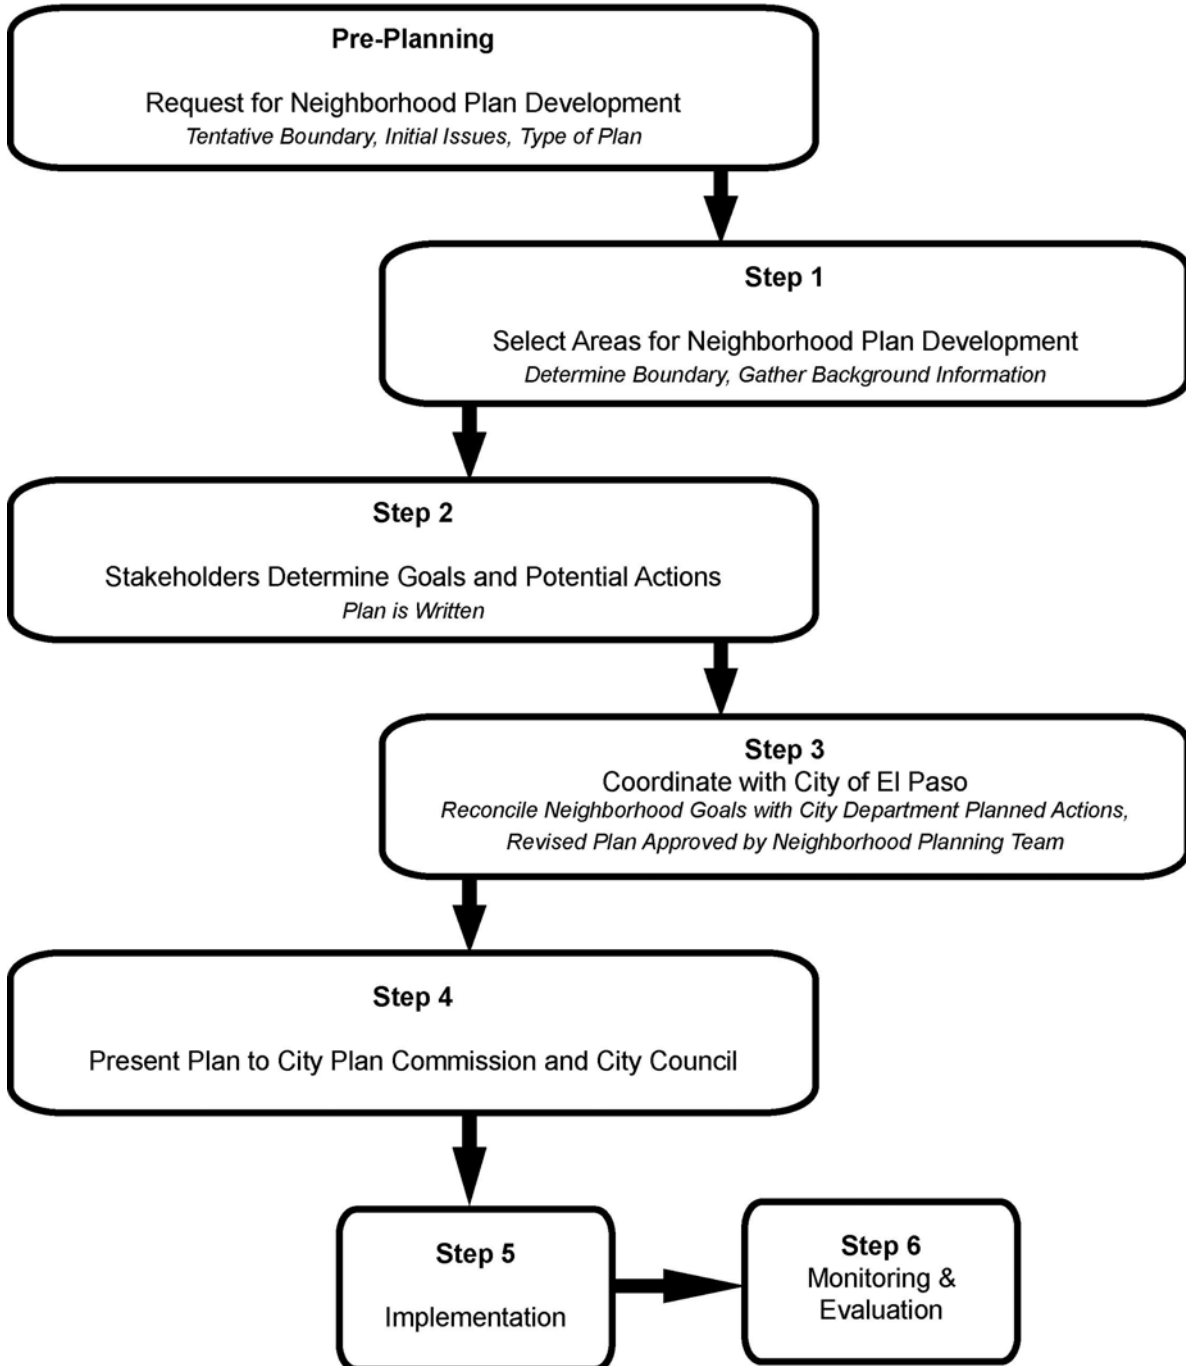 Pre-Planning
Request for Neighborhood Plan Development
Tentative Boundary, Initial Issues, Type of Plan
Step 1
Select Areas for Neighborhood Plan Development
Determine Boundary, Gather Background Information
Step 2
Stakeholders Determine Goals and Potential Actions
Plan is Written
Step 3
Coordinate with City of El Paso
Reconcile Neighborhood Goals with City Department Planned Actions,
Revised Plan Approved by Neighborhood Planning Team
Step 4
Present Plan to City Plan Commission and City Council
Step 5
Implementation
Step 6
Monitoring &
Evaluation